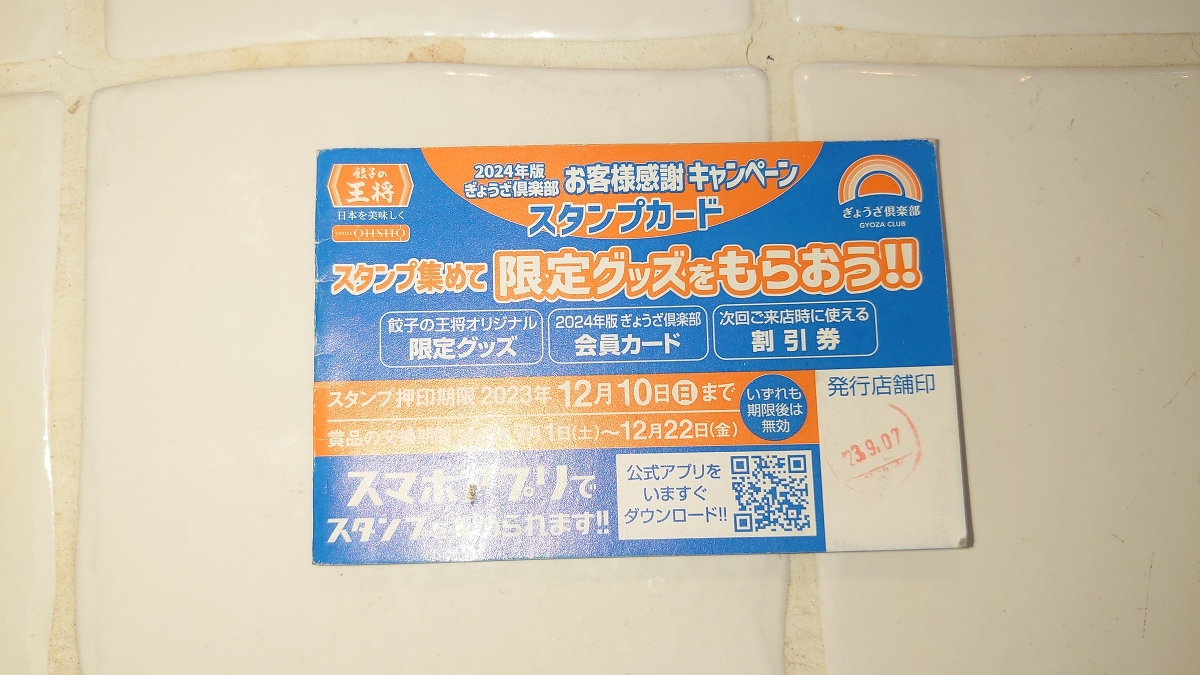 餃子の
王将
日本を美味しく
GYOZA OHSHO
2024年版
ぎょうざ倶楽部 お客様感謝キャンペーン
スタンプカード
ぎょうざ倶楽部
GYOZA CLUB
スタンプ集めて 限定グッズをもらおう!!
餃子の王将オリジナル
限定グッズ
2024年版 ぎょうざ倶楽部
会員カード
次回ご来店時に使える
割引券
スタンプ押印期限 2023年 12月10日(日)まで
賞品の交換期間 1日(土)~12月22日(金)
いずれも
期限後は
無効
発行店舗印
23.9.07
スマホアプリで
スタンプ められます!!
公式アプリを
いますぐ
ダウンロード!!